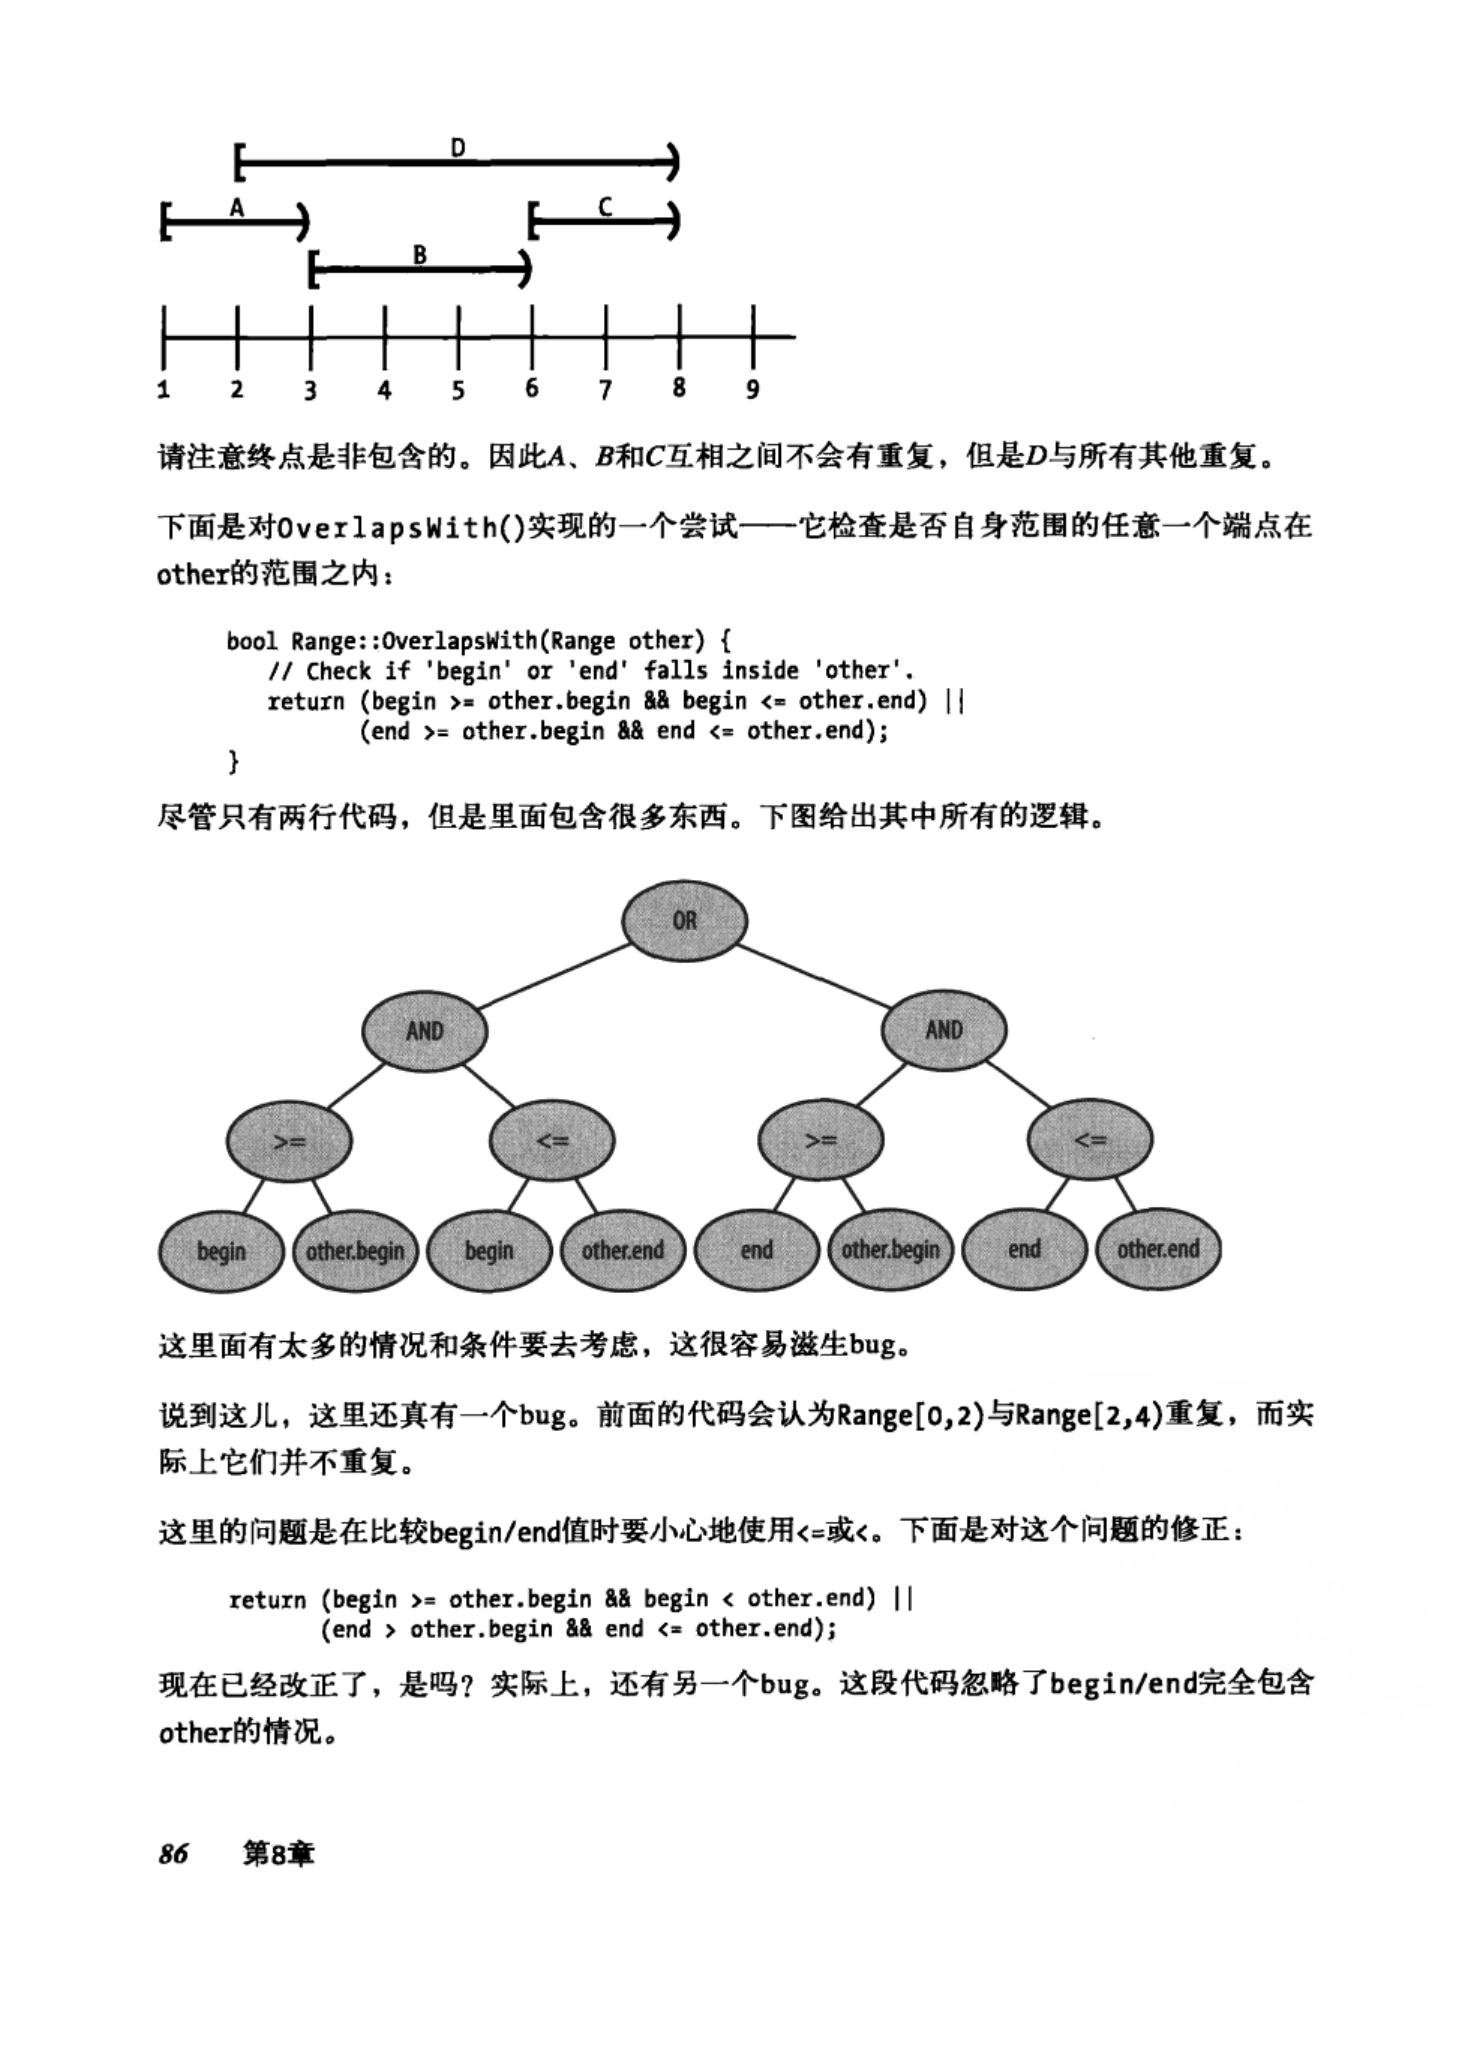 D
A
C
B
1 2 3 4 5 6 7 8 9
请注意终点是非包含的。因此A、B和C互相之间不会有重复，但是D与所有其他重复。
下面是对OverlapsWith()实现的一个尝试——它检查是否自身范围的任意一个端点在
other的范围之内：
bool Range::OverlapsWith(Range other) {
// Check if 'begin' or 'end' falls inside 'other'.
return (begin >= other.begin && begin <= other.end) ||
(end >= other.begin && end <= other.end);
}
尽管只有两行代码，但是里面包含很多东西。下图给出其中所有的逻辑。
OR
AND AND
>= <= >= <=
begin other.begin begin other.end end other.begin end other.end
这里面有太多的情况和条件要去考虑，这很容易滋生bug。
说到这儿，这里还真有一个bug。前面的代码会认为Range[0,2)与Range[2,4)重复，而实
际上它们并不重复。
这里的问题是在比较begin/end值时要小心地使用<=或<。下面是对这个问题的修正：
return (begin >= other.begin && begin < other.end) ||
(end > other.begin && end <= other.end);
现在已经改正了，是吗？实际上，还有另一个bug。这段代码忽略了begin/end完全包含
other的情况。
86 第8章